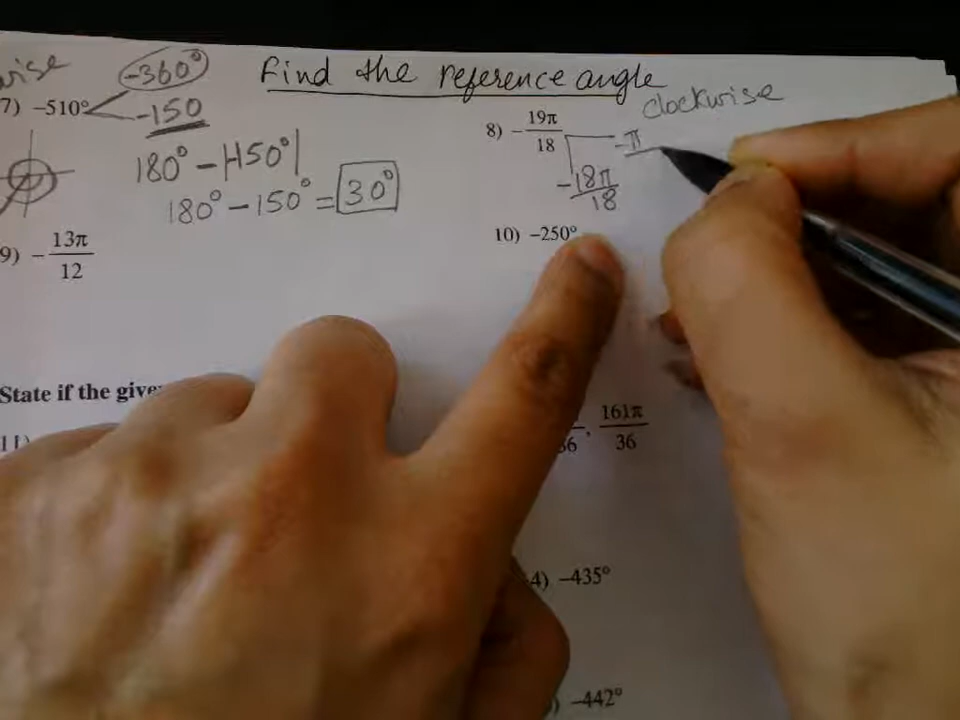 Find the reference angle
clockwise
-360°
7) -510°
-150
180° - |-150°|
180° - 150° = 30°
8) - 19π/18
-π
-18π/18
9) - 13π/12
10) -250°
State if the give
11)
, 161π/36
4) -435°
) -442°